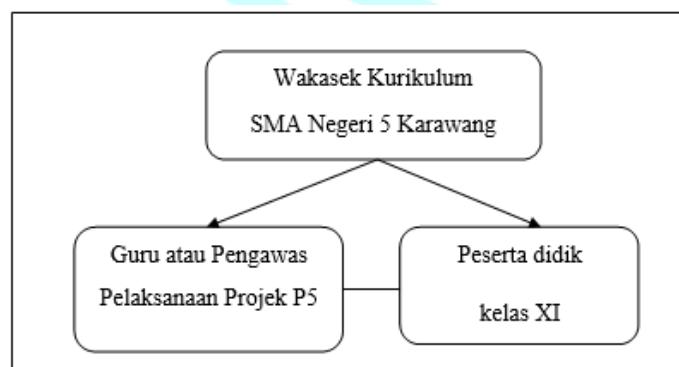 Wakasek Kurikulum
SMA Negeri 5 Karawang
Guru atau Pengawas
Pelaksanaan Projek P5
Peserta didik
kelas XI